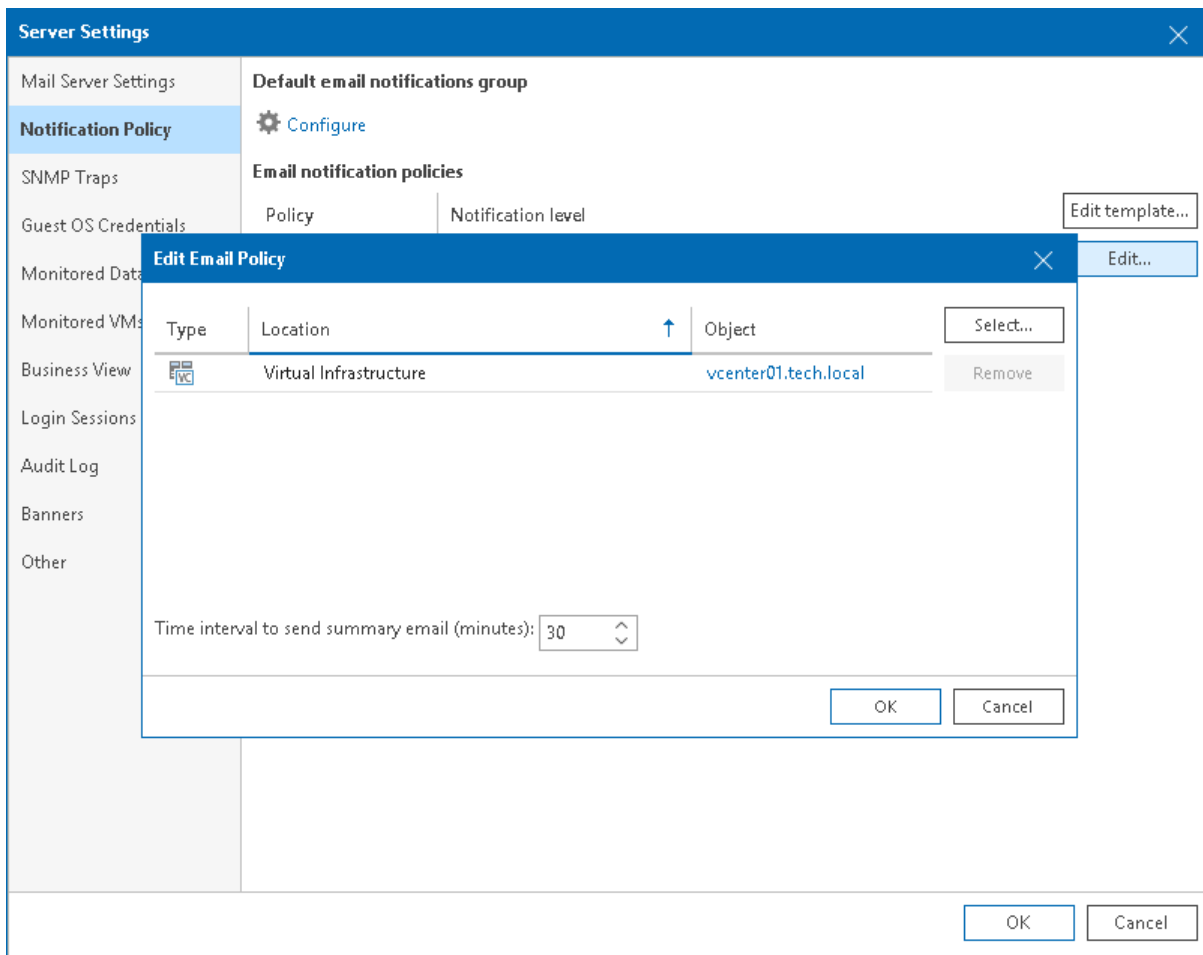 Server Settings
Mail Server Settings
Default email notifications group
Notification Policy
Configure
SNMP Traps
Email notification policies
Guest OS Credentials
Policy
Notification level
Edit template...
Edit...
Edit Email Policy
Monitored Data
Monitored VMs
Type
Location
Object
Select...
Business View
VC
Virtual Infrastructure
vcenter01.tech.local
Remove
Login Sessions
Audit Log
Banners
Other
Time interval to send summary email (minutes):
30
OK
Cancel
OK
Cancel